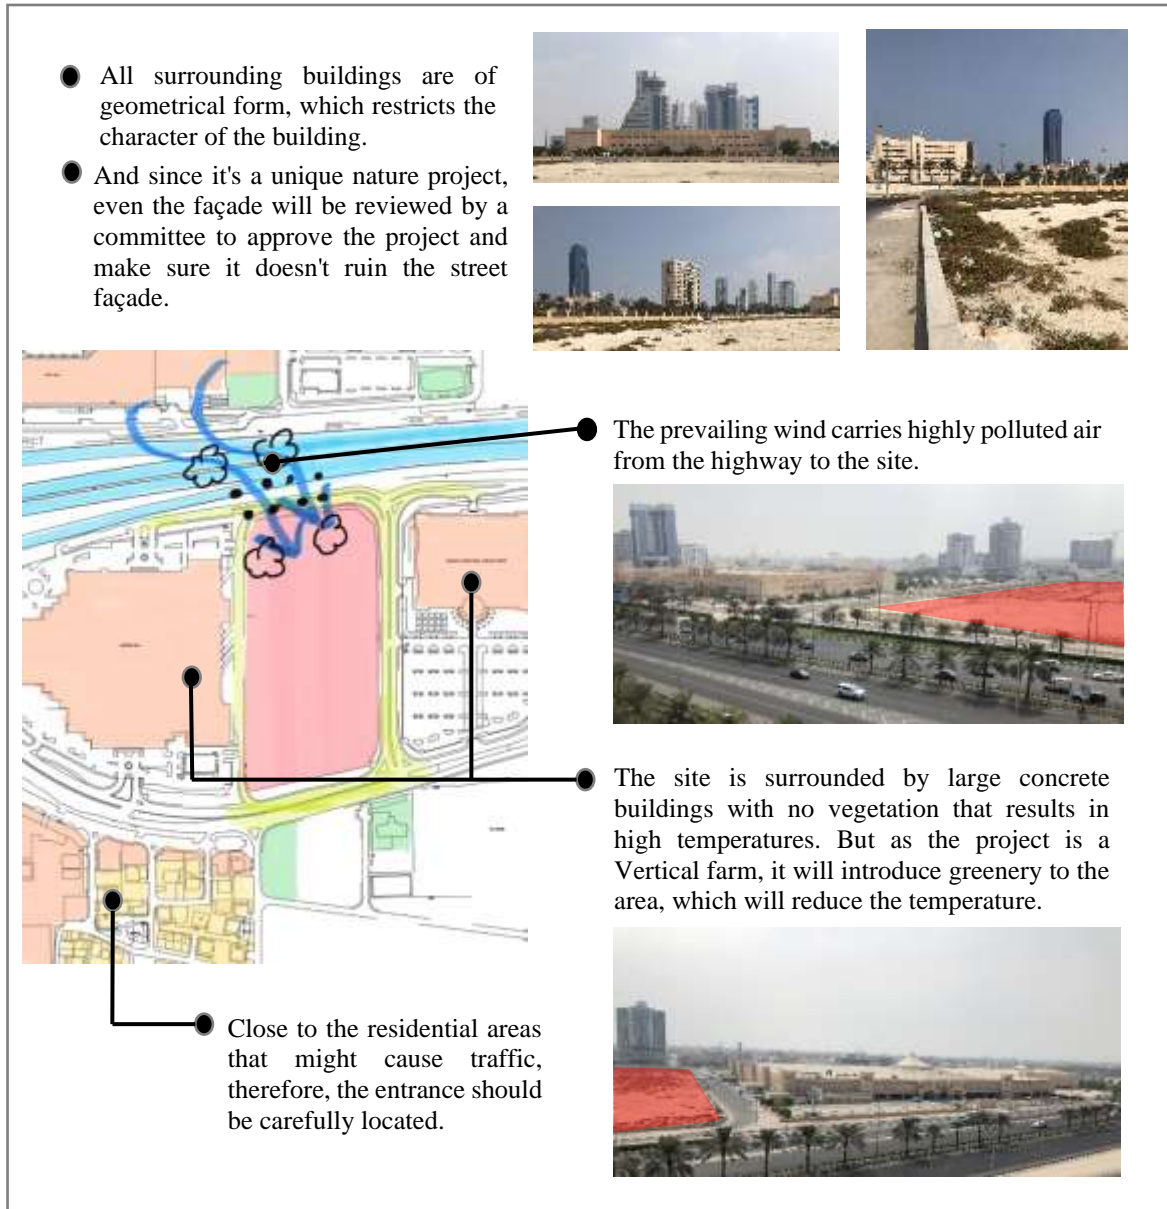 All surrounding buildings are of
geometrical form, which restricts the
character of the building.
And since it's a unique nature project,
even the façade will be reviewed by a
committee to approve the project and
make sure it doesn't ruin the street
façade.
The prevailing wind carries highly polluted air
from the highway to the site.
The site is surrounded by large concrete
buildings with no vegetation that results in
high temperatures. But as the project is a
Vertical farm, it will introduce greenery to the
area, which will reduce the temperature.
Close to the residential areas
that might cause traffic,
therefore, the entrance should
be carefully located.